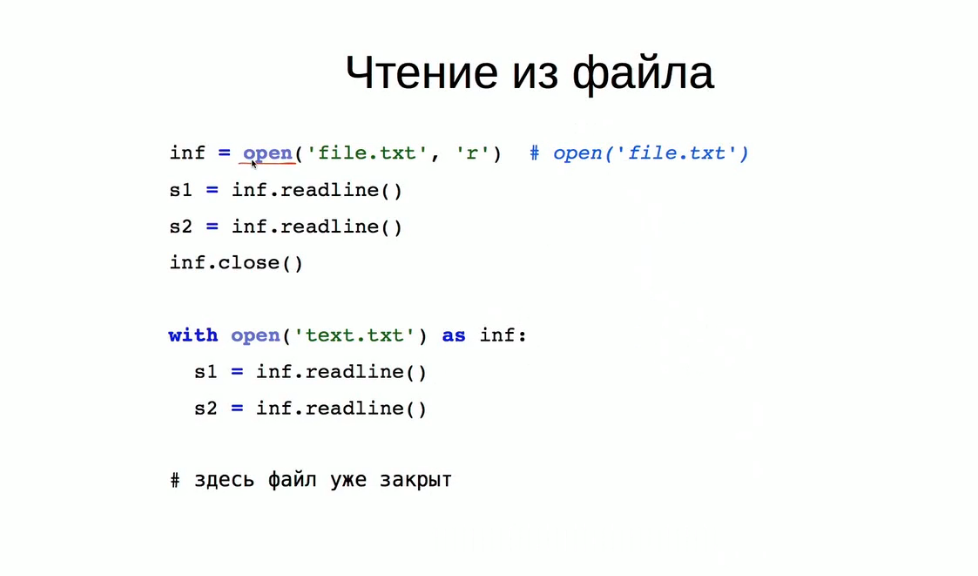 Чтение из файла
inf = open('file.txt', 'r')  # open('file.txt')
s1 = inf.readline()
s2 = inf.readline()
inf.close()
with open('text.txt') as inf:
  s1 = inf.readline()
  s2 = inf.readline()
# здесь файл уже закрыт